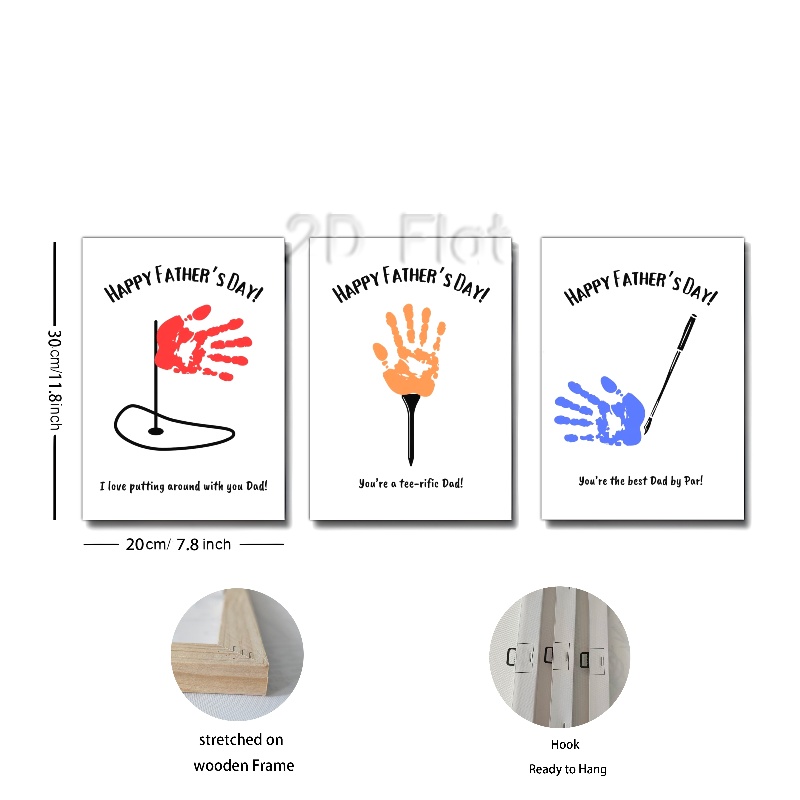 2D Flat
HAPPY FATHER'S DAY!
HAPPY FATHER'S DAY!
HAPPY FATHER'S DAY!
I love putting around with you Dad!
You're a tee-rific Dad!
You're the best Dad by Par!
30cm/11.8inch
20cm/ 7.8 inch
stretched on
wooden Frame
Hook
Ready to Hang